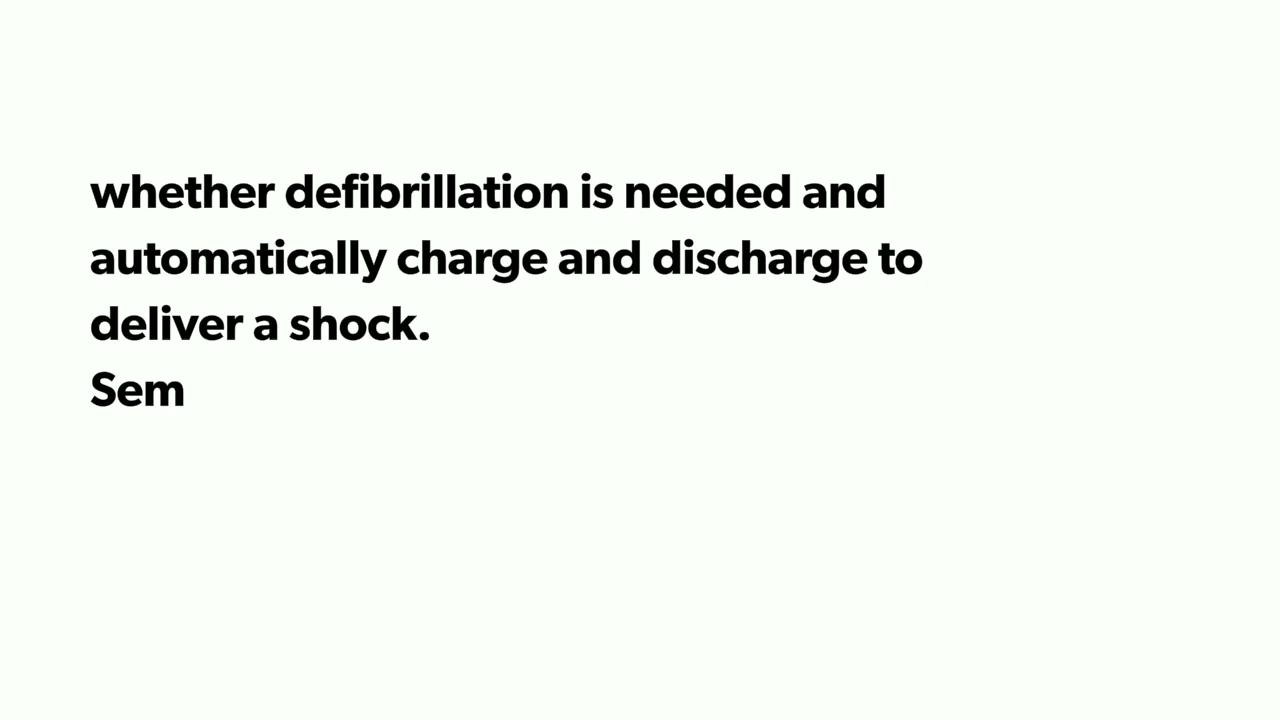 whether defibrillation is needed and
automatically charge and discharge to
deliver a shock.
Sem